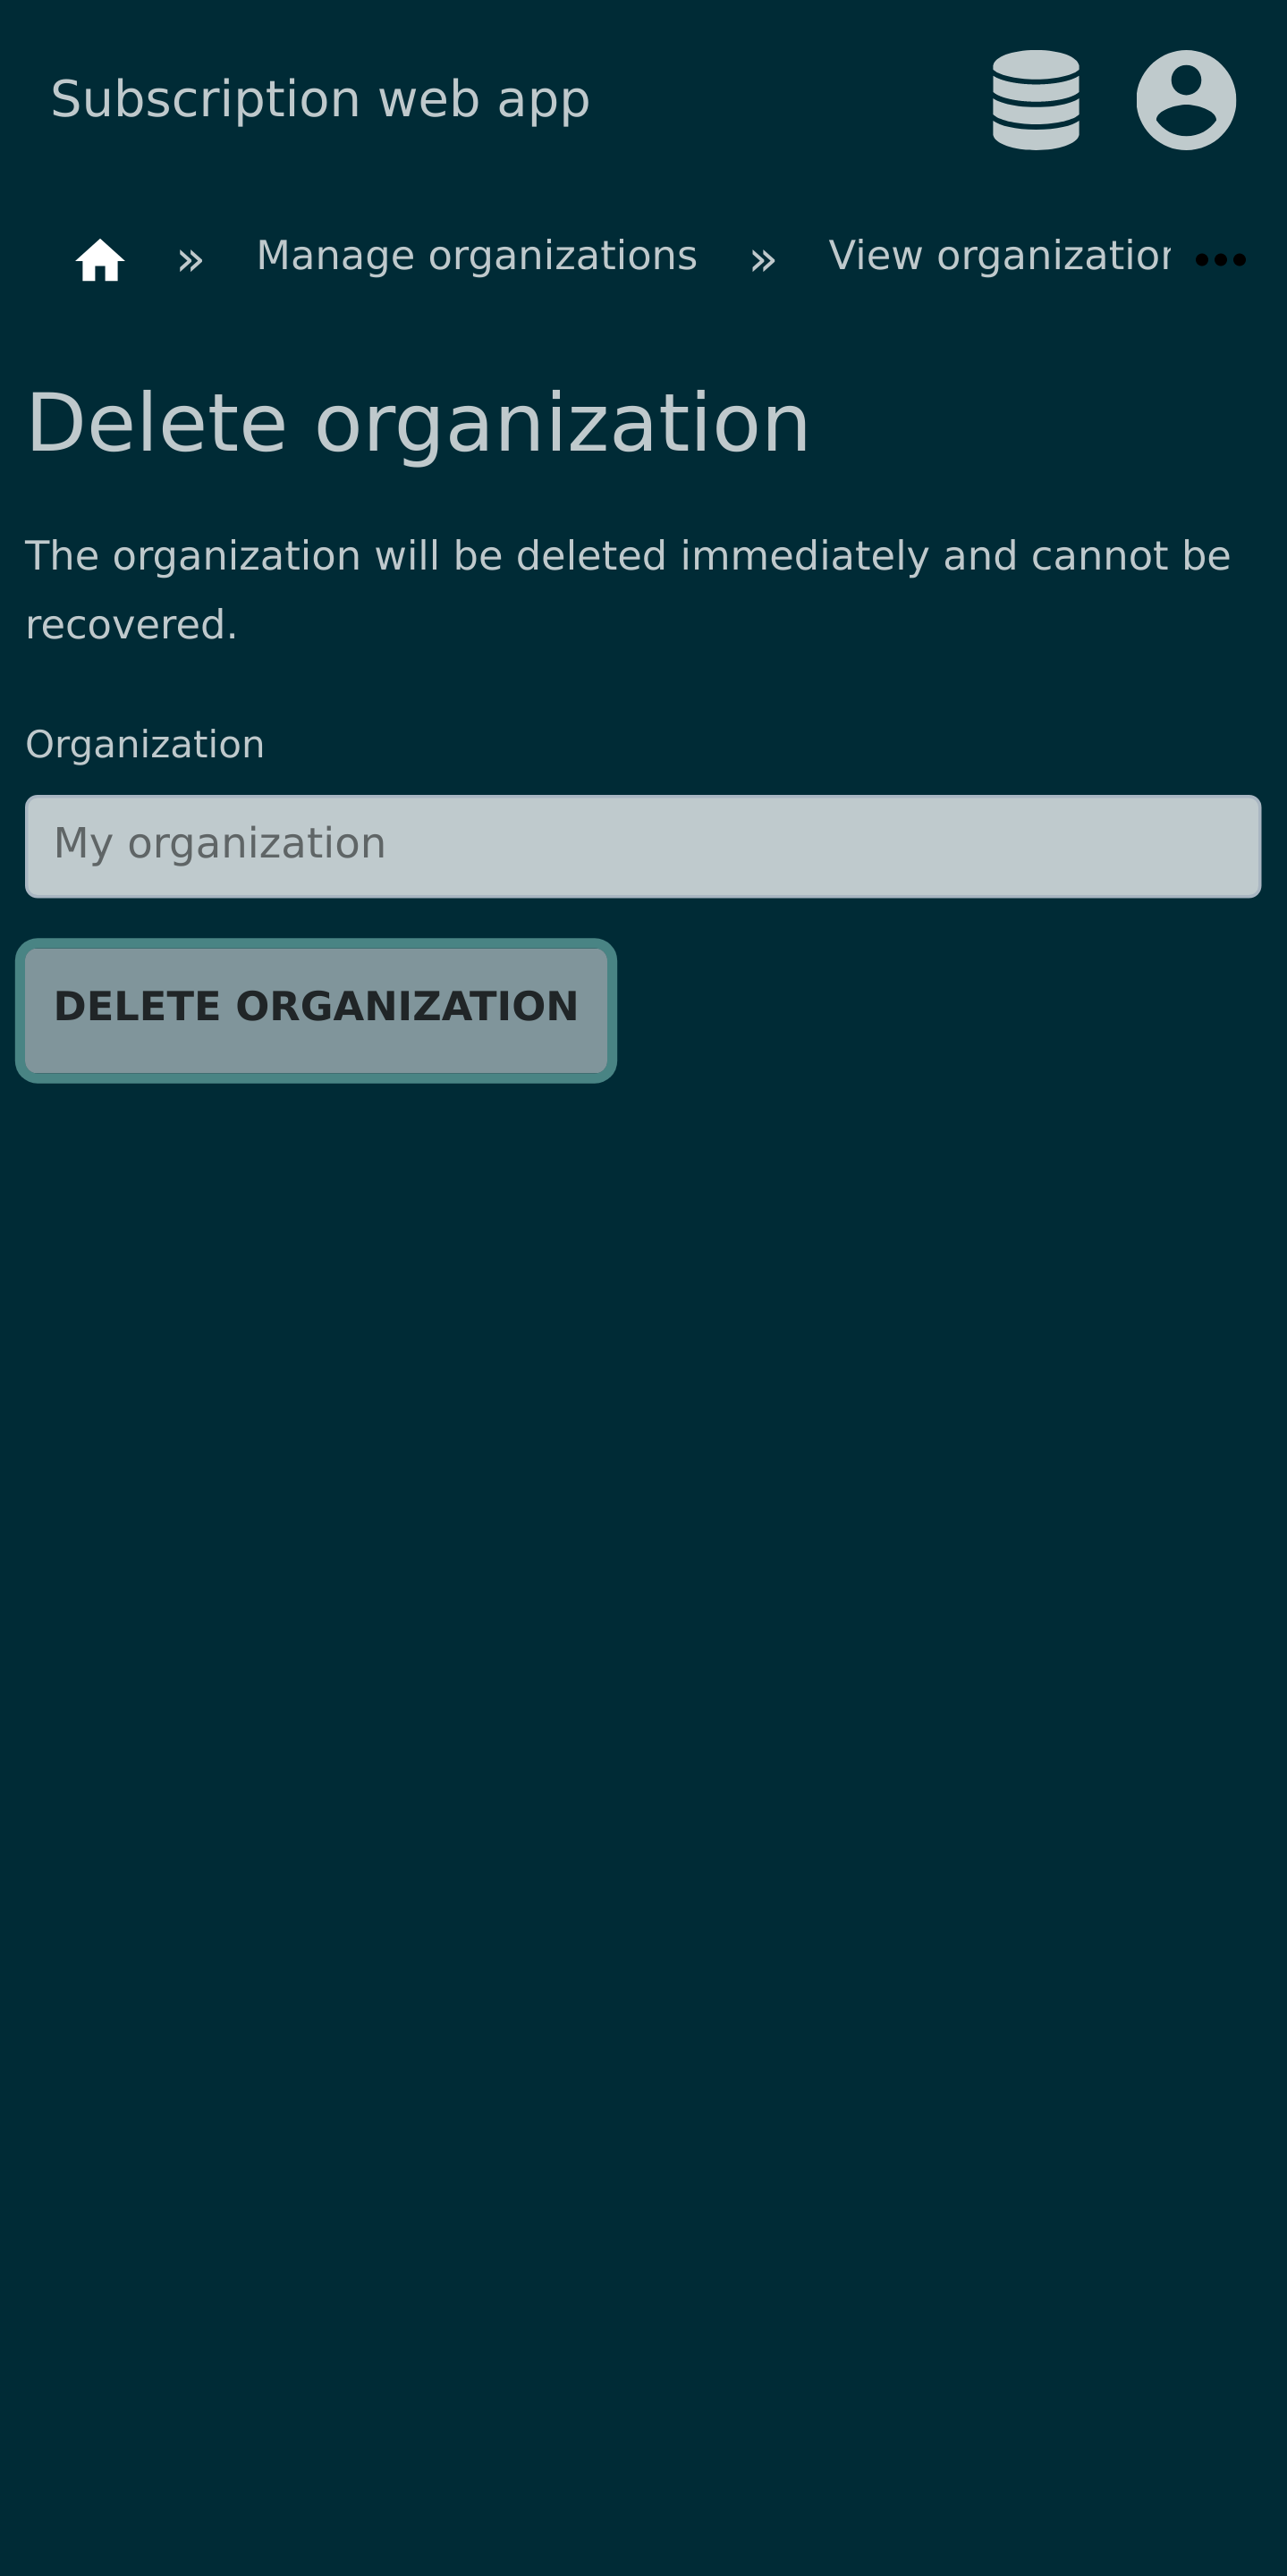 Subscription web app
» Manage organizations » View organization
Delete organization
The organization will be deleted immediately and cannot be
recovered.
Organization
My organization
DELETE ORGANIZATION